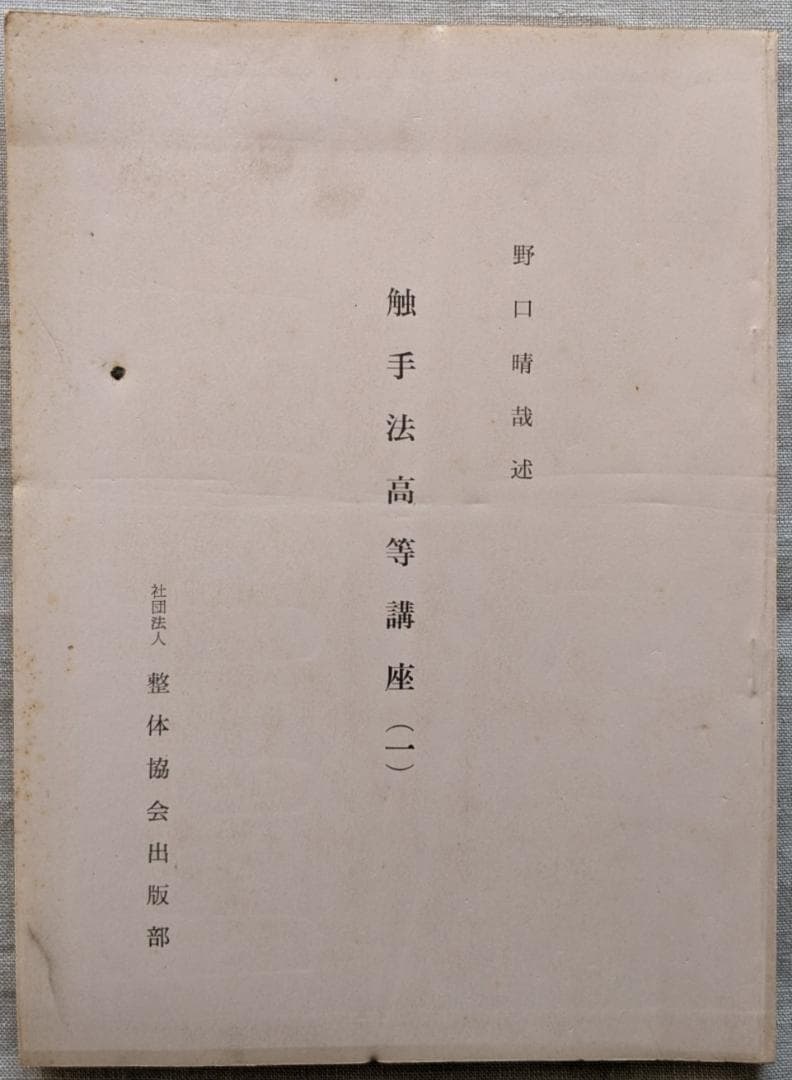 野口晴哉述
触手法高等講座（一）
社団法人 整体協会出版部